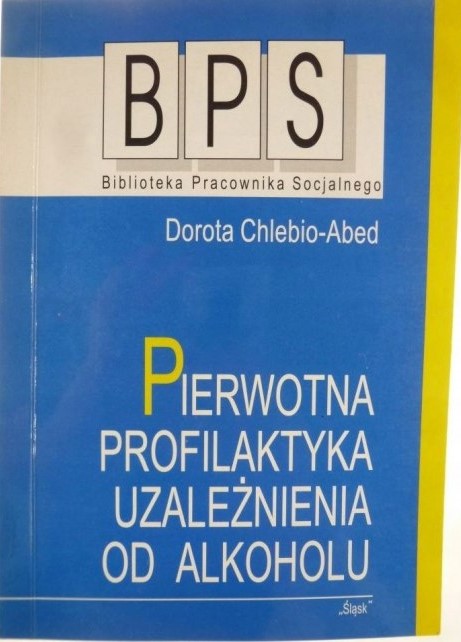 BPS
Biblioteka Pracownika Socjalnego
Dorota Chlebio-Abed
PIERWOTNA
PROFILAKTYKA
UZALEŻNIENIA
OD ALKOHOLU
„Śląsk”